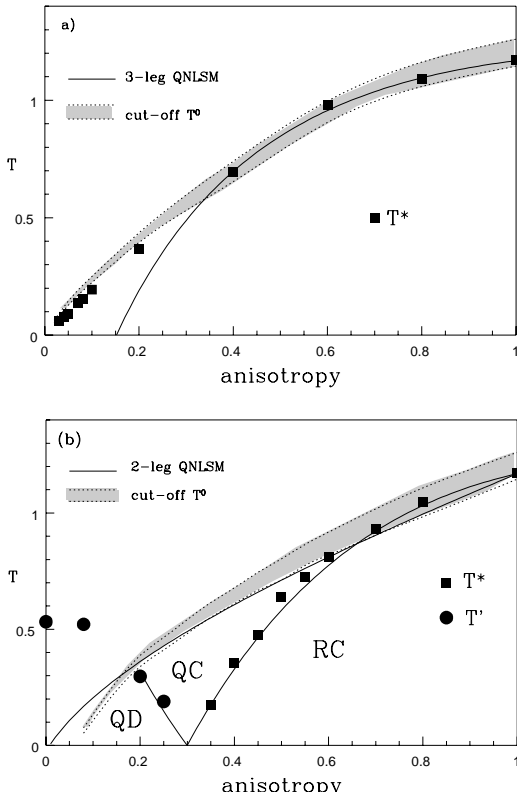 a)
3-leg QNLSM
cut-off T⁰
1
T
0.5
T*
0
0 0.2 0.4 0.6 0.8 1
anisotropy
(b)
2-leg QNLSM
cut-off T⁰
1
T
T*
T'
0.5
QC
RC
QD
0
0 0.2 0.4 0.6 0.8 1
anisotropy